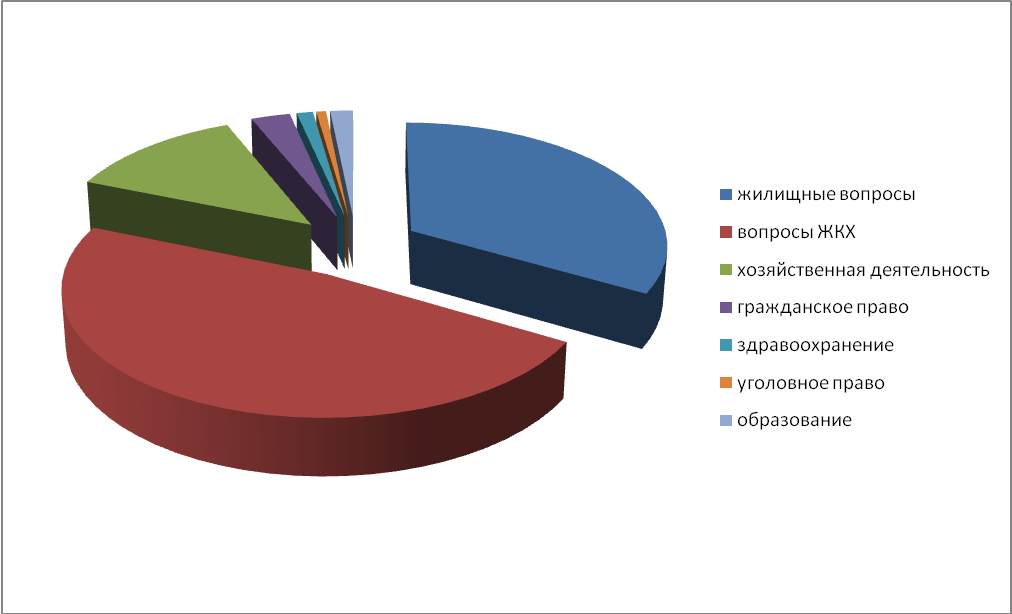 жилищные вопросы
вопросы ЖКХ
хозяйственная деятельность
гражданское право
здравоохранение
уголовное право
образование